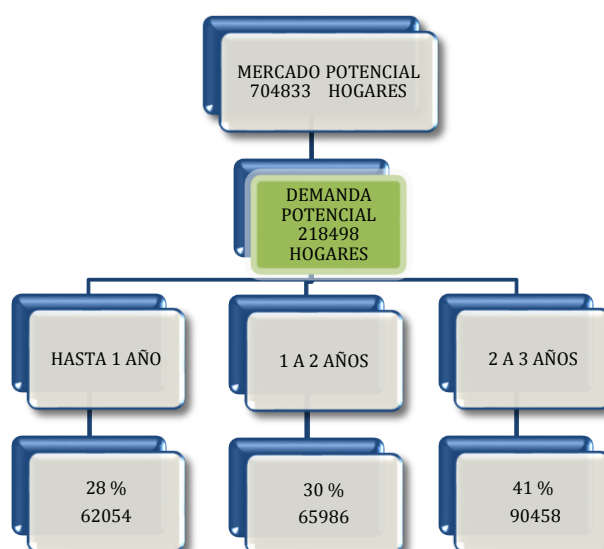 MERCADO POTENCIAL
704833 HOGARES
DEMANDA
POTENCIAL
218498
HOGARES
HASTA 1 AÑO
1 A 2 AÑOS
2 A 3 AÑOS
28 %
62054
30 %
65986
41 %
90458